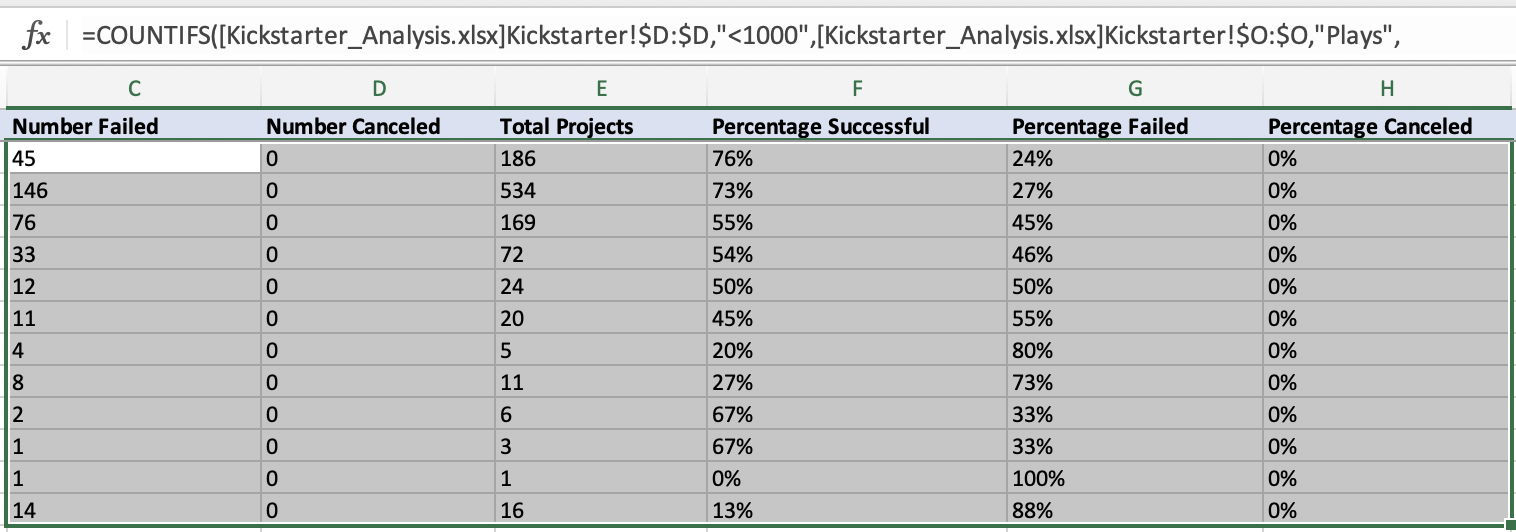 fx =COUNTIFS([Kickstarter_Analysis.xlsx]Kickstarter!$D:$D,"<1000",[Kickstarter_Analysis.xlsx]Kickstarter!$O:$O,"Plays",
C D E F G H
Number Failed Number Canceled Total Projects Percentage Successful Percentage Failed Percentage Canceled
45 0 186 76% 24% 0%
146 0 534 73% 27% 0%
76 0 169 55% 45% 0%
33 0 72 54% 46% 0%
12 0 24 50% 50% 0%
11 0 20 45% 55% 0%
4 0 5 20% 80% 0%
8 0 11 27% 73% 0%
2 0 6 67% 33% 0%
1 0 3 67% 33% 0%
1 0 1 0% 100% 0%
14 0 16 13% 88% 0%